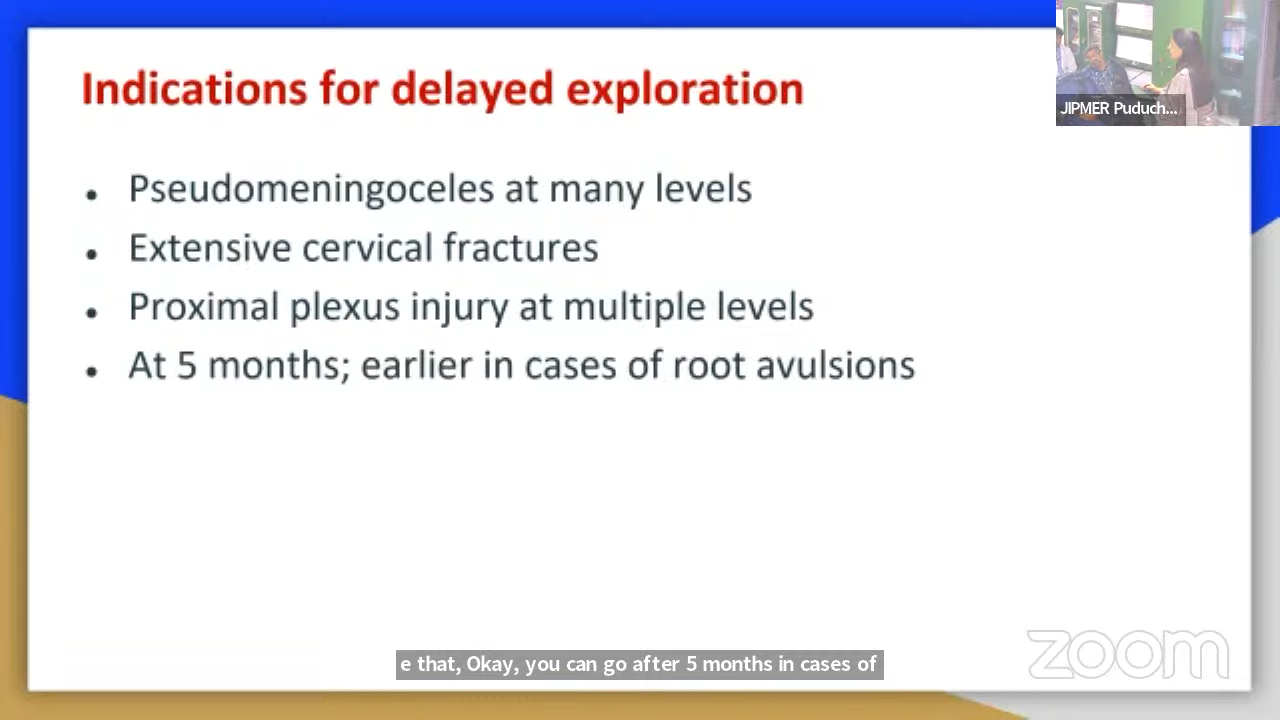 Indications for delayed exploration
JIPMER Puduch...
• Pseudomeningoceles at many levels
• Extensive cervical fractures
• Proximal plexus injury at multiple levels
• At 5 months; earlier in cases of root avulsions
zoom
e that, Okay, you can go after 5 months in cases of